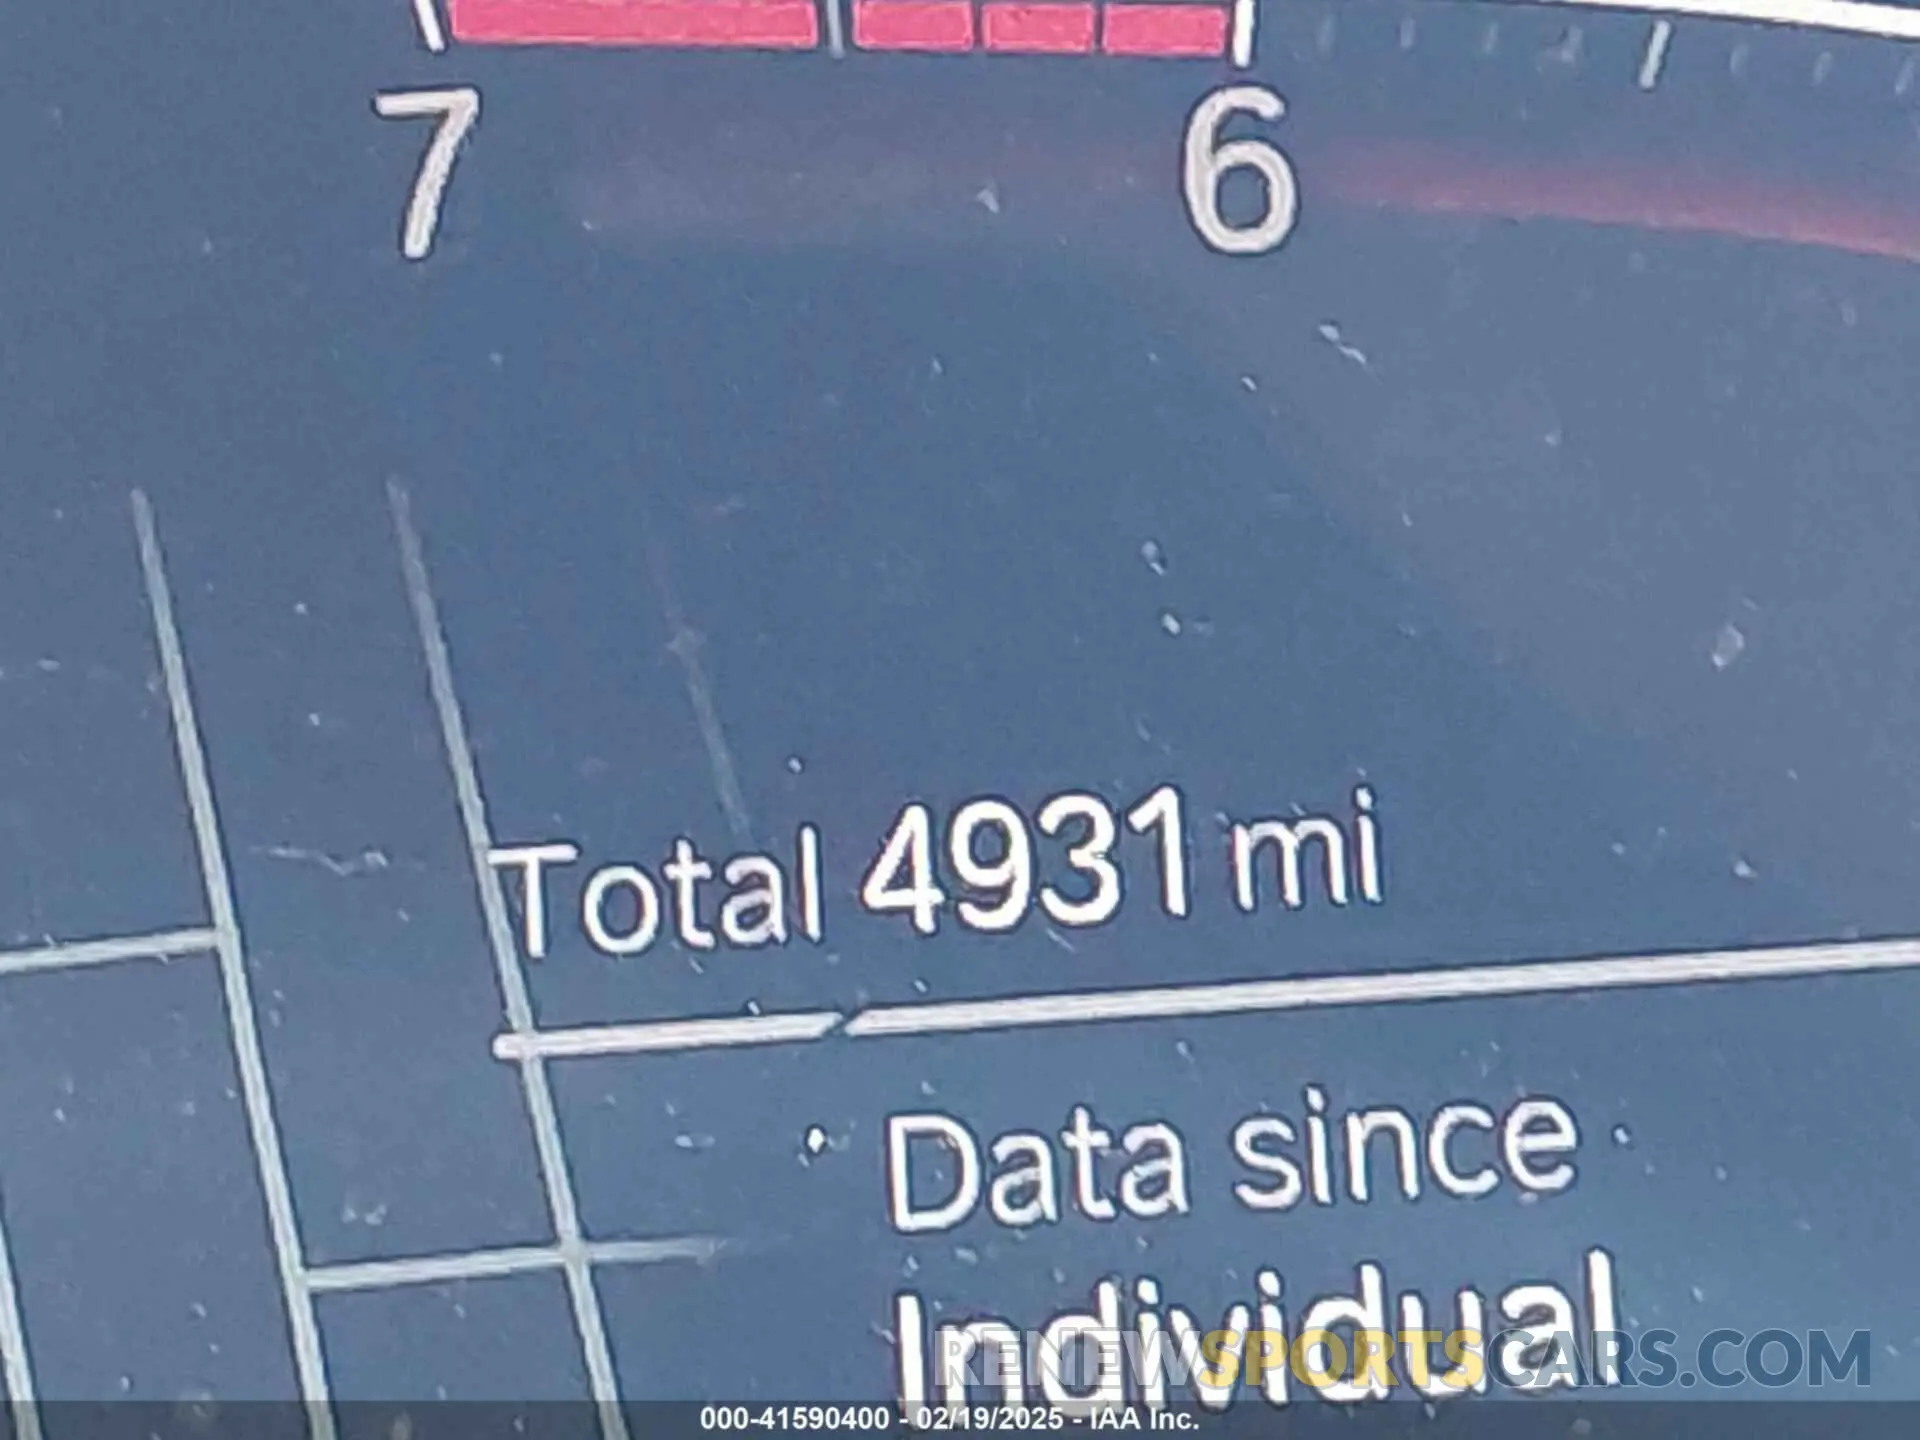 7 6
Total 4931 mi
Data since
Individual
RENEWSPORTSCARS.COM
000-41590400 - 02/19/2025 - IAA Inc.